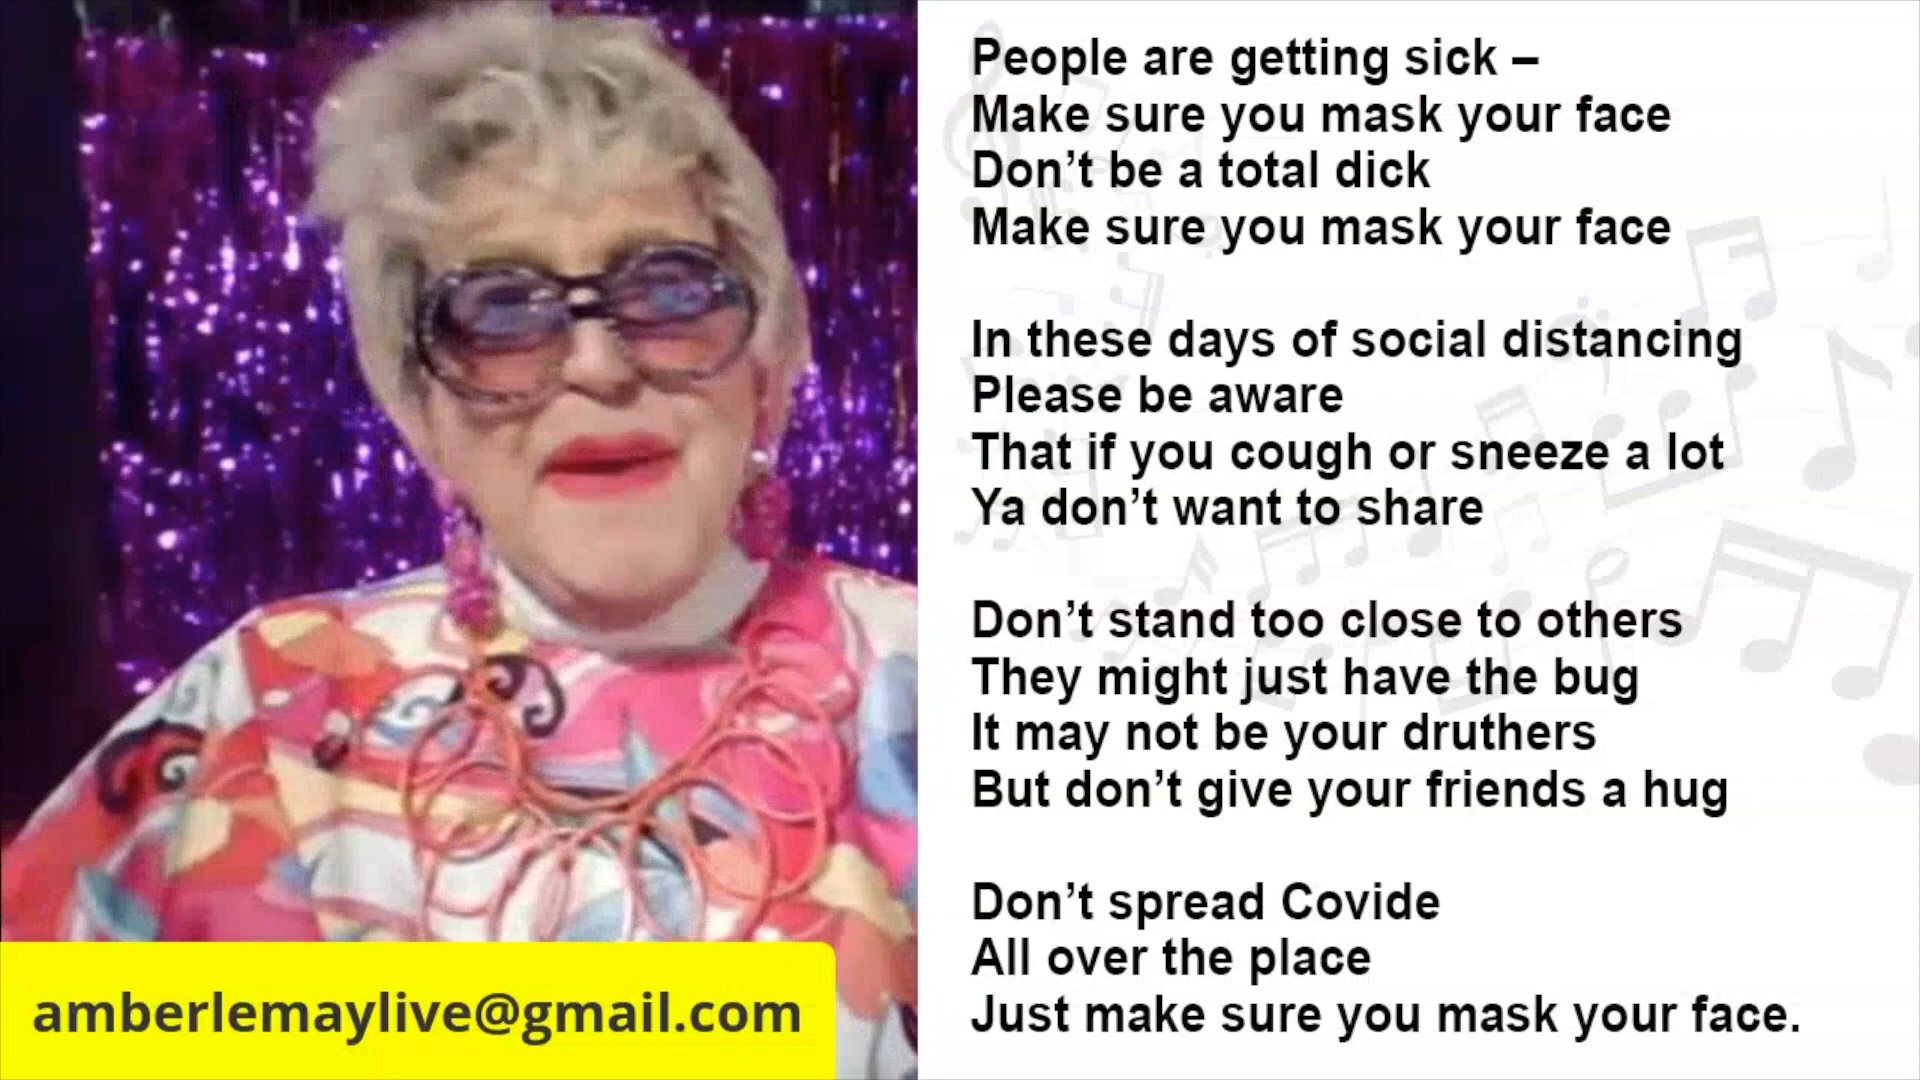 People are getting sick –
Make sure you mask your face
Don’t be a total dick
Make sure you mask your face
In these days of social distancing
Please be aware
That if you cough or sneeze a lot
Ya don’t want to share
Don’t stand too close to others
They might just have the bug
It may not be your druthers
But don’t give your friends a hug
Don’t spread Covide
All over the place
Just make sure you mask your face.
amberlemaylive@gmail.com